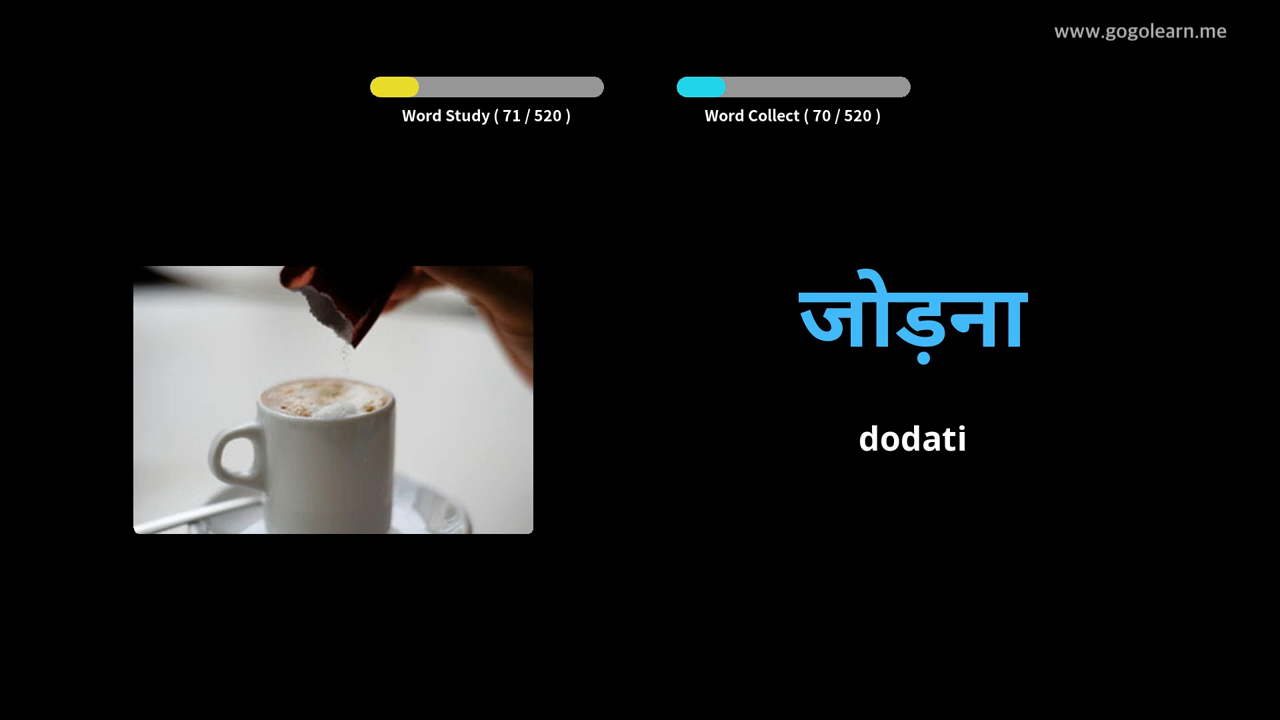 www.gogolearn.me
Word Study ( 71 / 520 )
Word Collect ( 70 / 520 )
जोड़ना
dodati